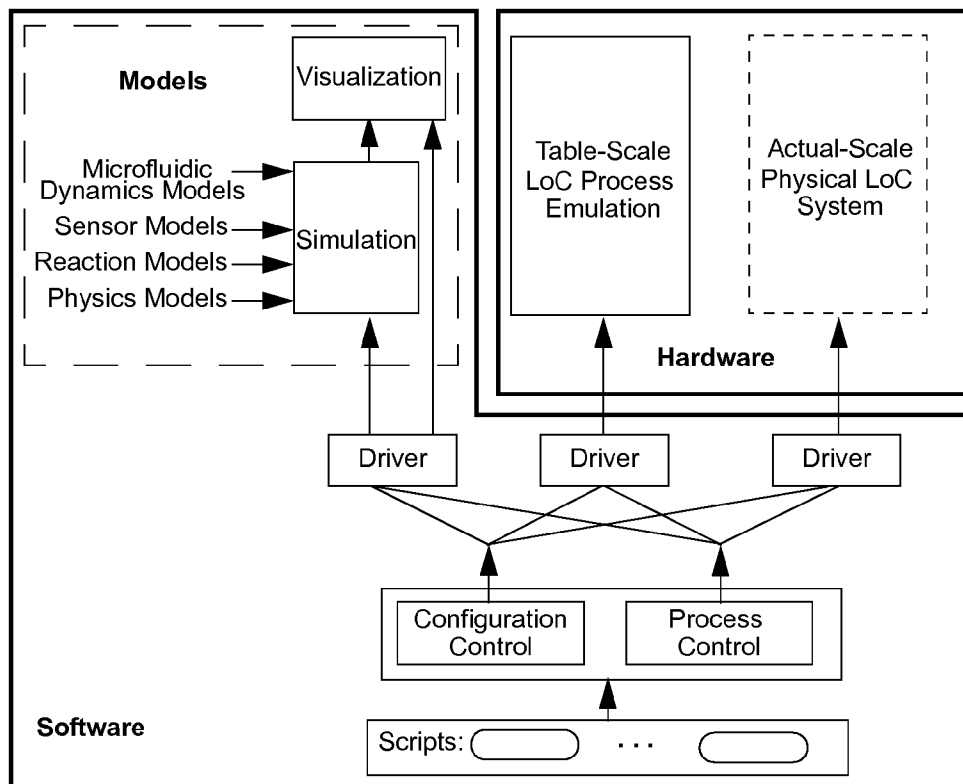 Models
Visualization
Microfluidic
Dynamics Models
Sensor Models
Reaction Models
Physics Models
Simulation
Table-Scale
LoC Process
Emulation
Actual-Scale
Physical LoC
System
Hardware
Driver
Driver
Driver
Configuration
Control
Process
Control
Software
Scripts:
. . .